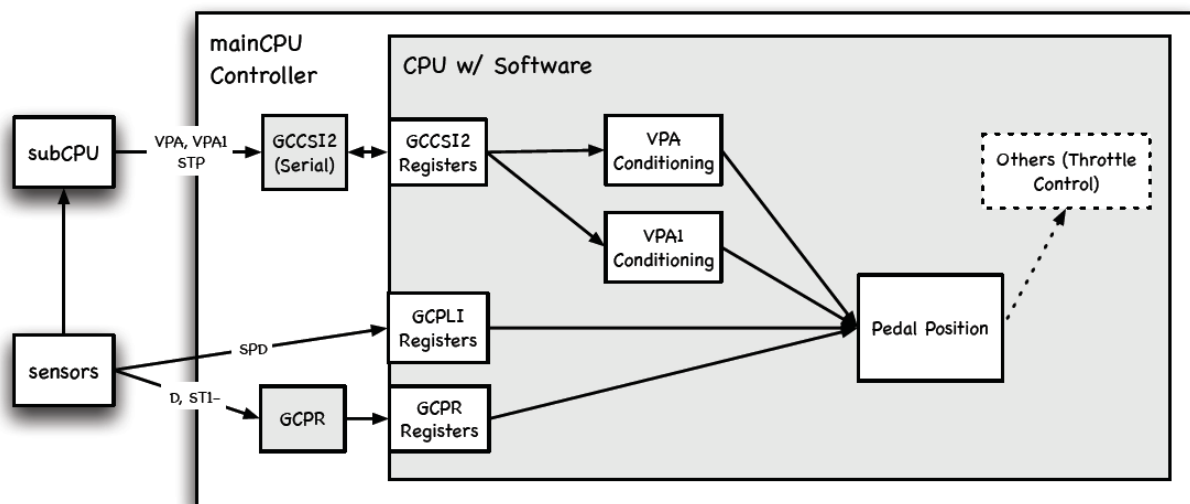 mainCPU
Controller
CPU w/ Software
subCPU
VPA, VPA1
STP
GCCSI2
(Serial)
GCCSI2
Registers
VPA
Conditioning
Others (Throttle
Control)
VPA1
Conditioning
GCPLI
Registers
Pedal Position
sensors
SPD
D, ST1-
GCPR
GCPR
Registers